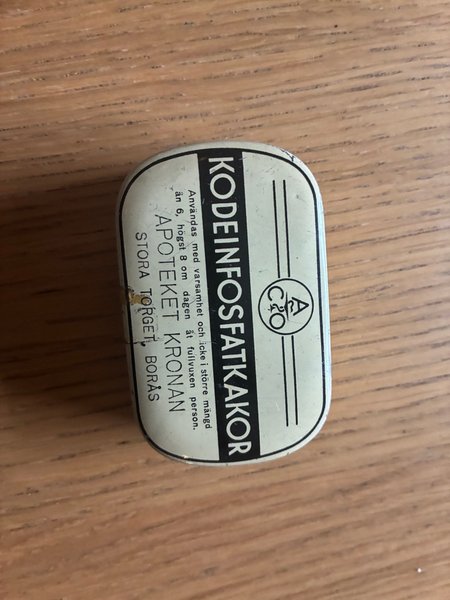 A
C & O
KODEINFOSFATKAKOR
Användas med varsamhet och icke i större mängd
än 6, högst 8 om dagen åt fullvuxen person.
APOTEKET KRONAN
STORA TORGET, BORÅS